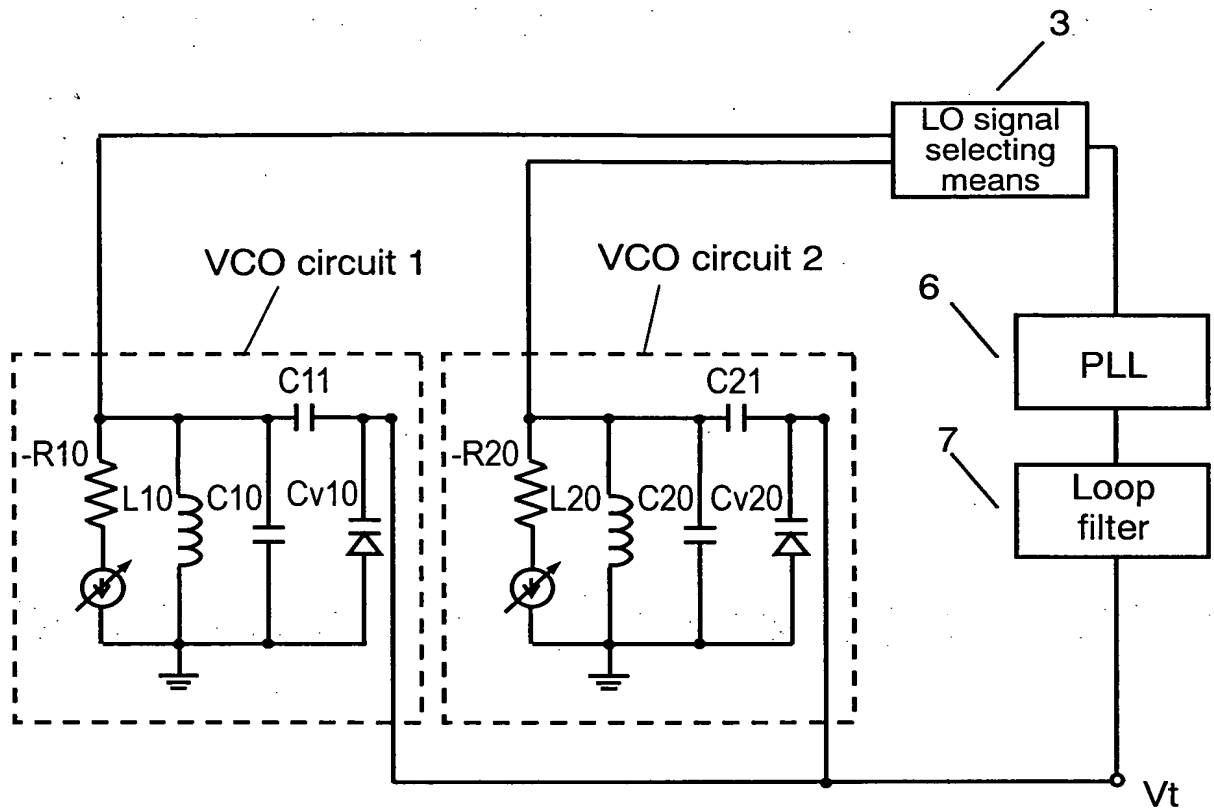 3
LO signal
selecting
means
VCO circuit 1
VCO circuit 2
6
PLL
C11
C21
-R10
L10
C10
Cv10
-R20
L20
C20
Cv20
7
Loop
filter
Vt